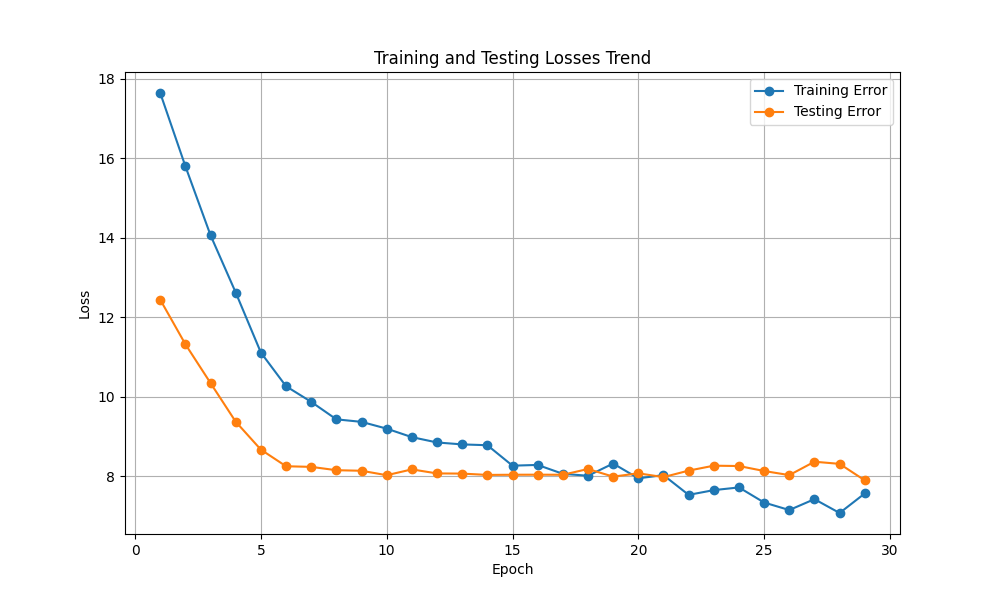 Training and Testing Losses Trend
Training Error
Testing Error
Loss
18
16
14
12
10
8
0 5 10 15 20 25 30
Epoch